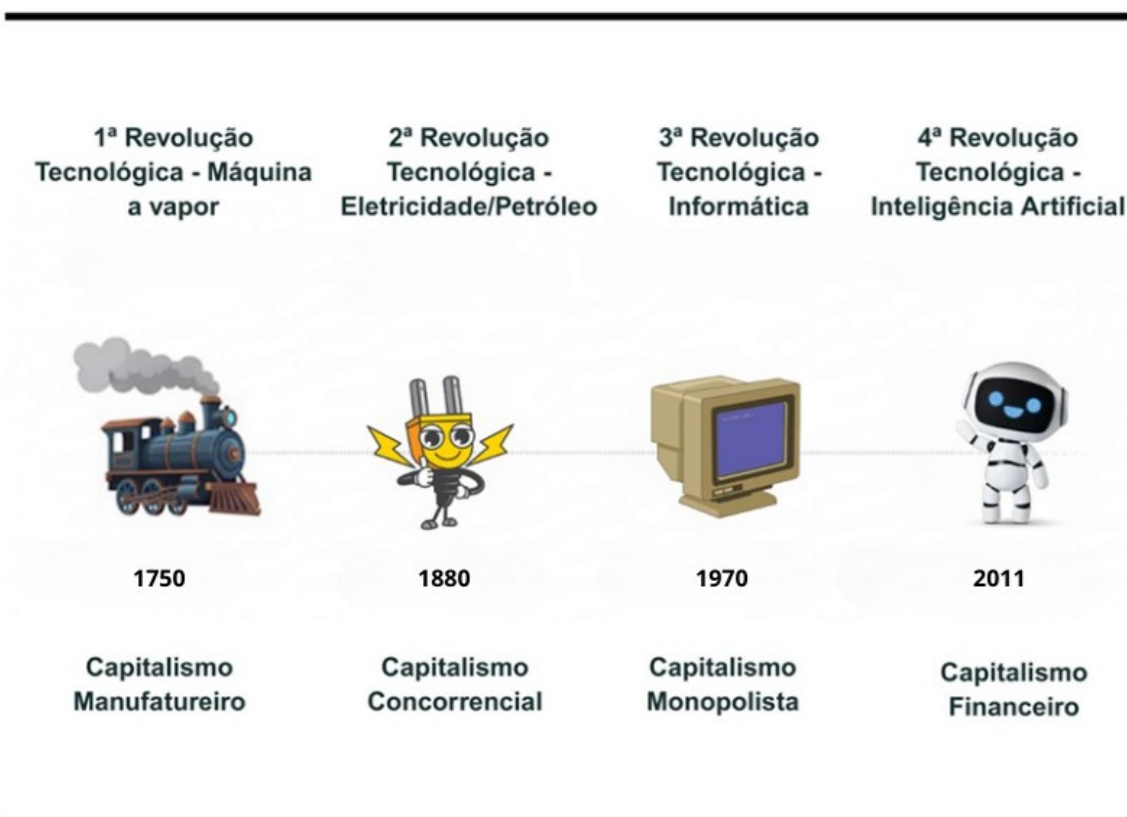 1ª Revolução
Tecnológica - Máquina
a vapor
2ª Revolução
Tecnológica -
Eletricidade/Petróleo
3ª Revolução
Tecnológica -
Informática
4ª Revolução
Tecnológica -
Inteligência Artificial
1750
1880
1970
2011
Capitalismo
Manufatureiro
Capitalismo
Concorrencial
Capitalismo
Monopolista
Capitalismo
Financeiro